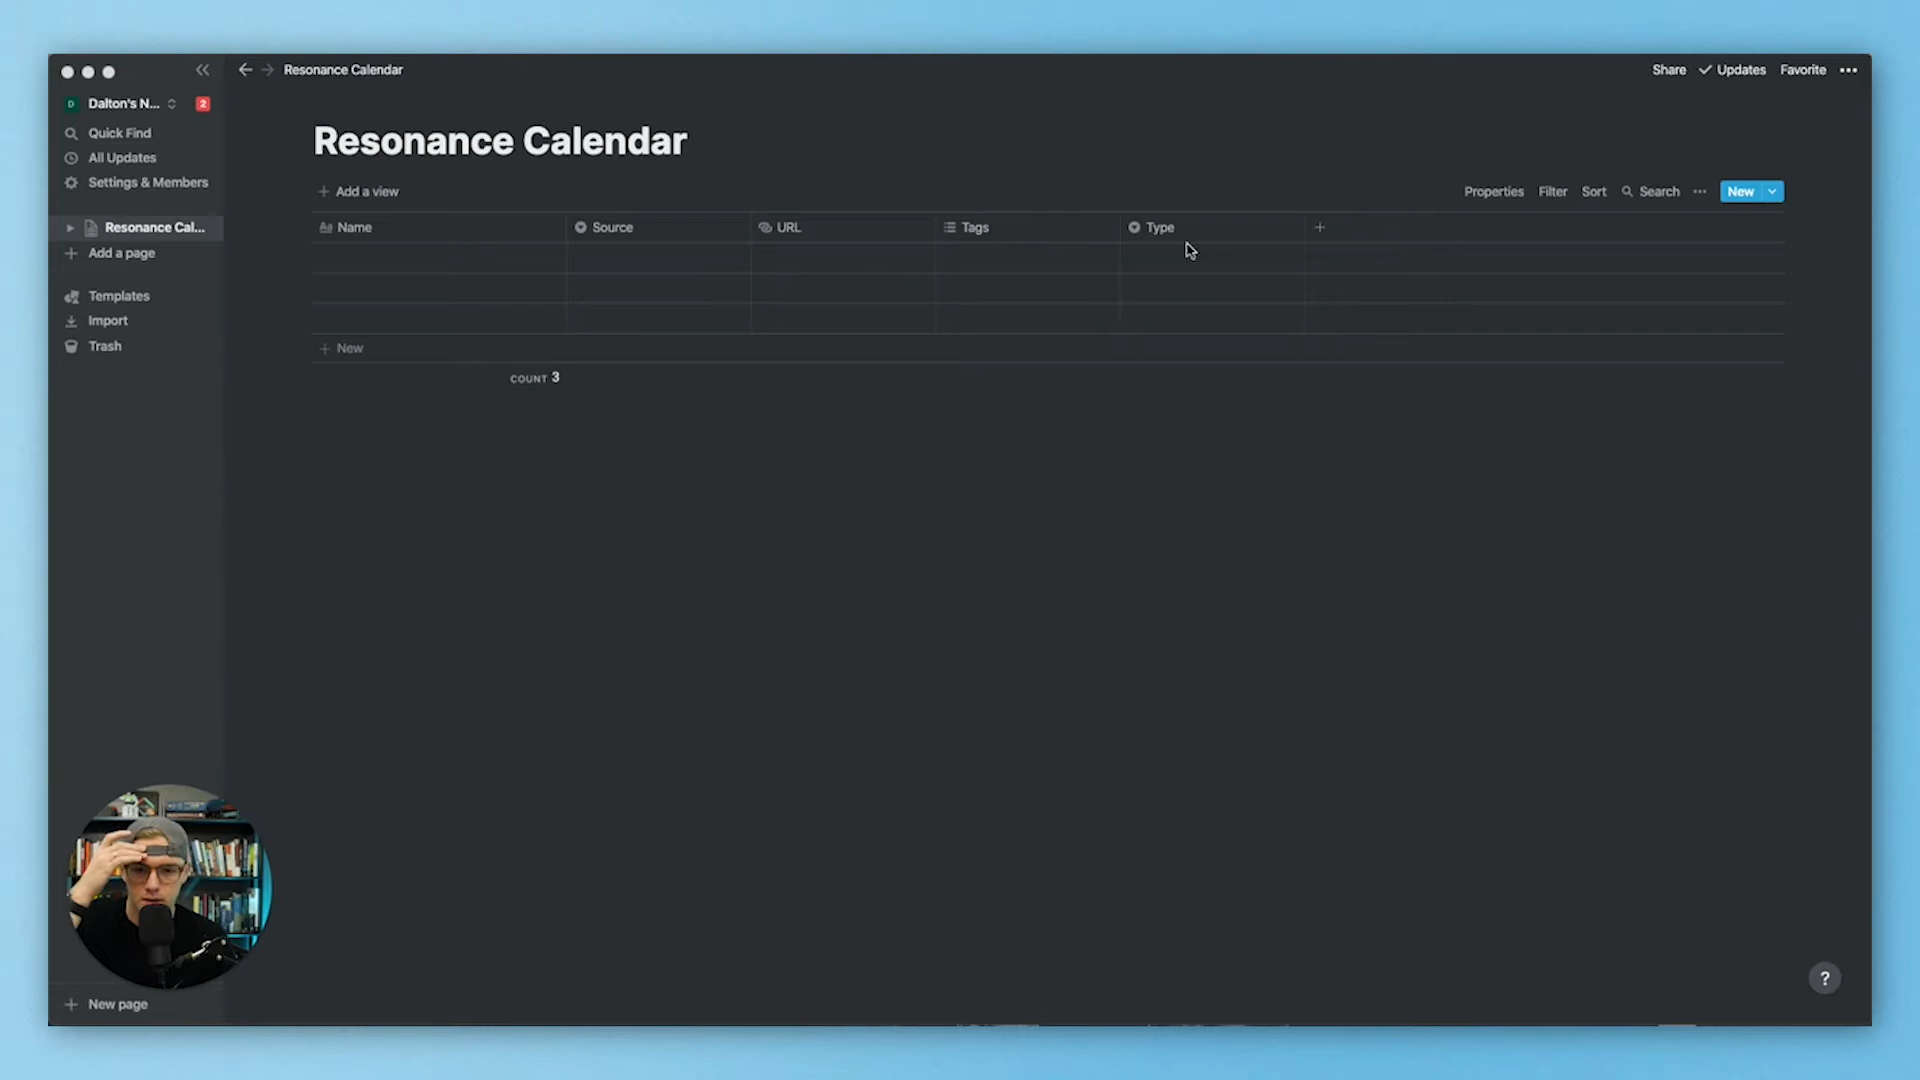 Resonance Calendar
Share
Updates
Favorite
D
Dalton's N...
2
Quick Find
All Updates
Settings & Members
Resonance Cal...
Add a page
Templates
Import
Trash
Resonance Calendar
Add a view
Properties
Filter
Sort
Search
New
Aa Name
Source
URL
Tags
Type
New
COUNT 3
New page
?